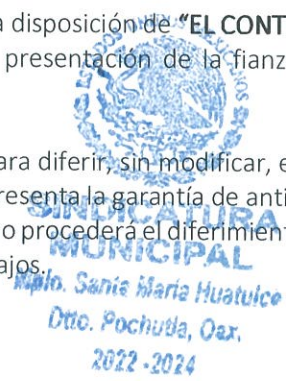 a disposición de "EL CONT
presentación de la fianz
ara diferir, sin modificar, e
resenta la garantía de anti
o procederá el diferimient
ajos.
SINDICATURA
MUNICIPAL
Mpio. Santa María Huatulco
Dtto. Pochutla, Oax.
2022-2024